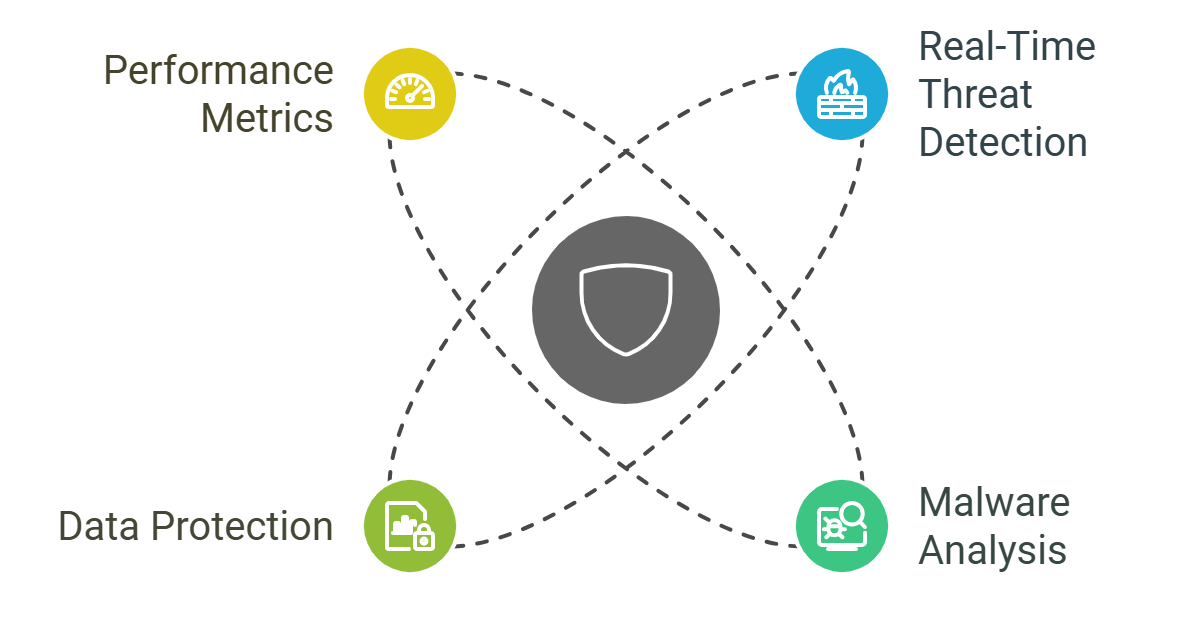 Performance
Metrics
Real-Time
Threat
Detection
Data Protection
Malware
Analysis